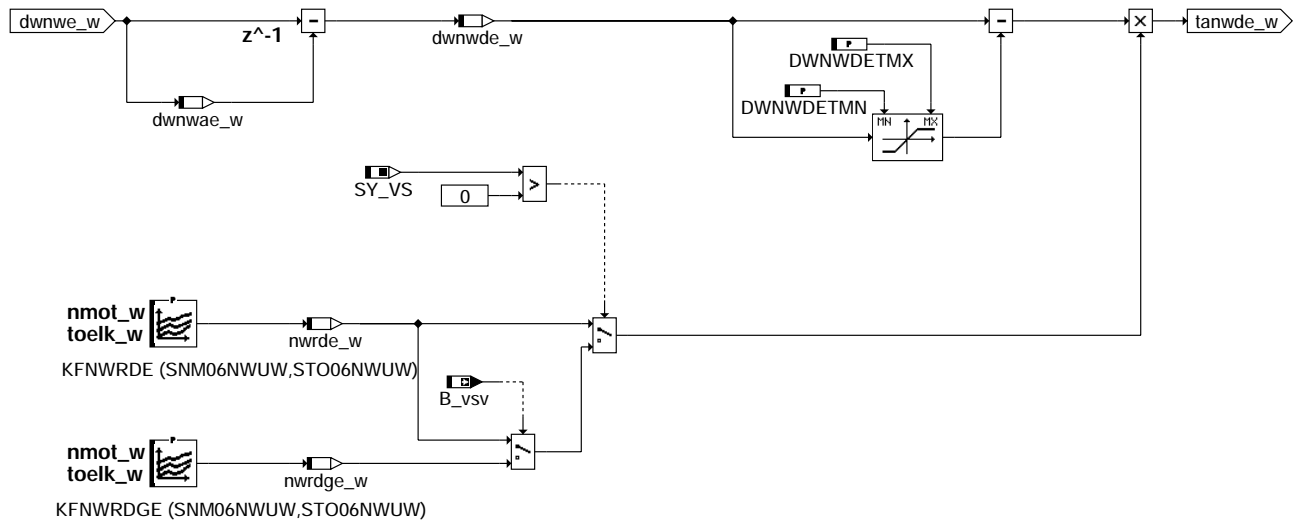 dwnwe_w
-
z^-1
dwnwde_w
-
×
tanwde_w
P
DWNWDETMX
P
DWNWDETMN
dwnwae_w
MN MX
SY_VS
0
>
P
nmot_w
toelk_w
nwrde_w
KFNWRDE (SNM06NWUW,STO06NWUW)
B_vsv
P
nmot_w
toelk_w
nwrdge_w
KFNWRDGE (SNM06NWUW,STO06NWUW)